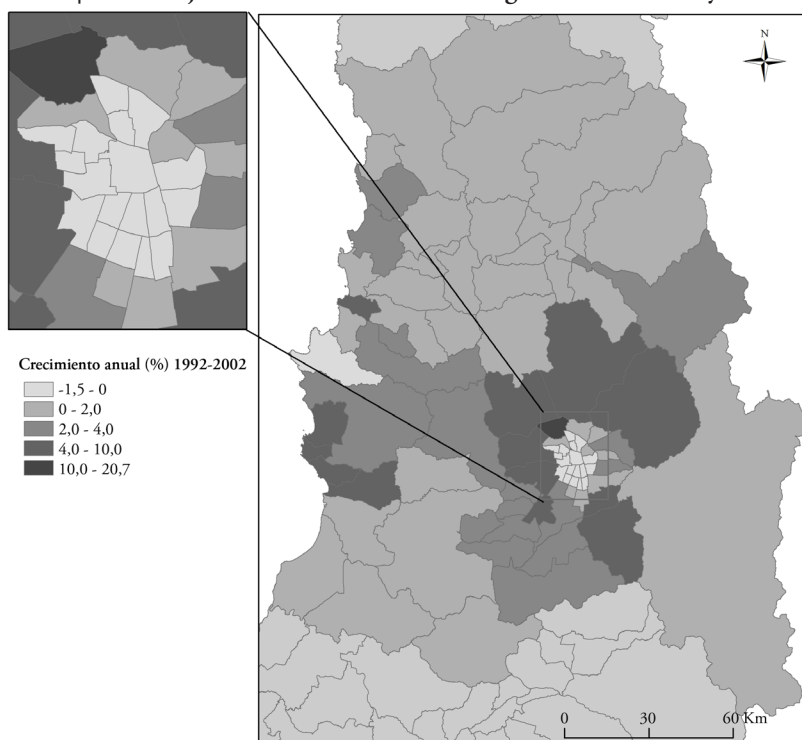 N
Crecimiento anual (%) 1992-2002
-1,5 - 0
0 - 2,0
2,0 - 4,0
4,0 - 10,0
10,0 - 20,7
0 30 60 Km